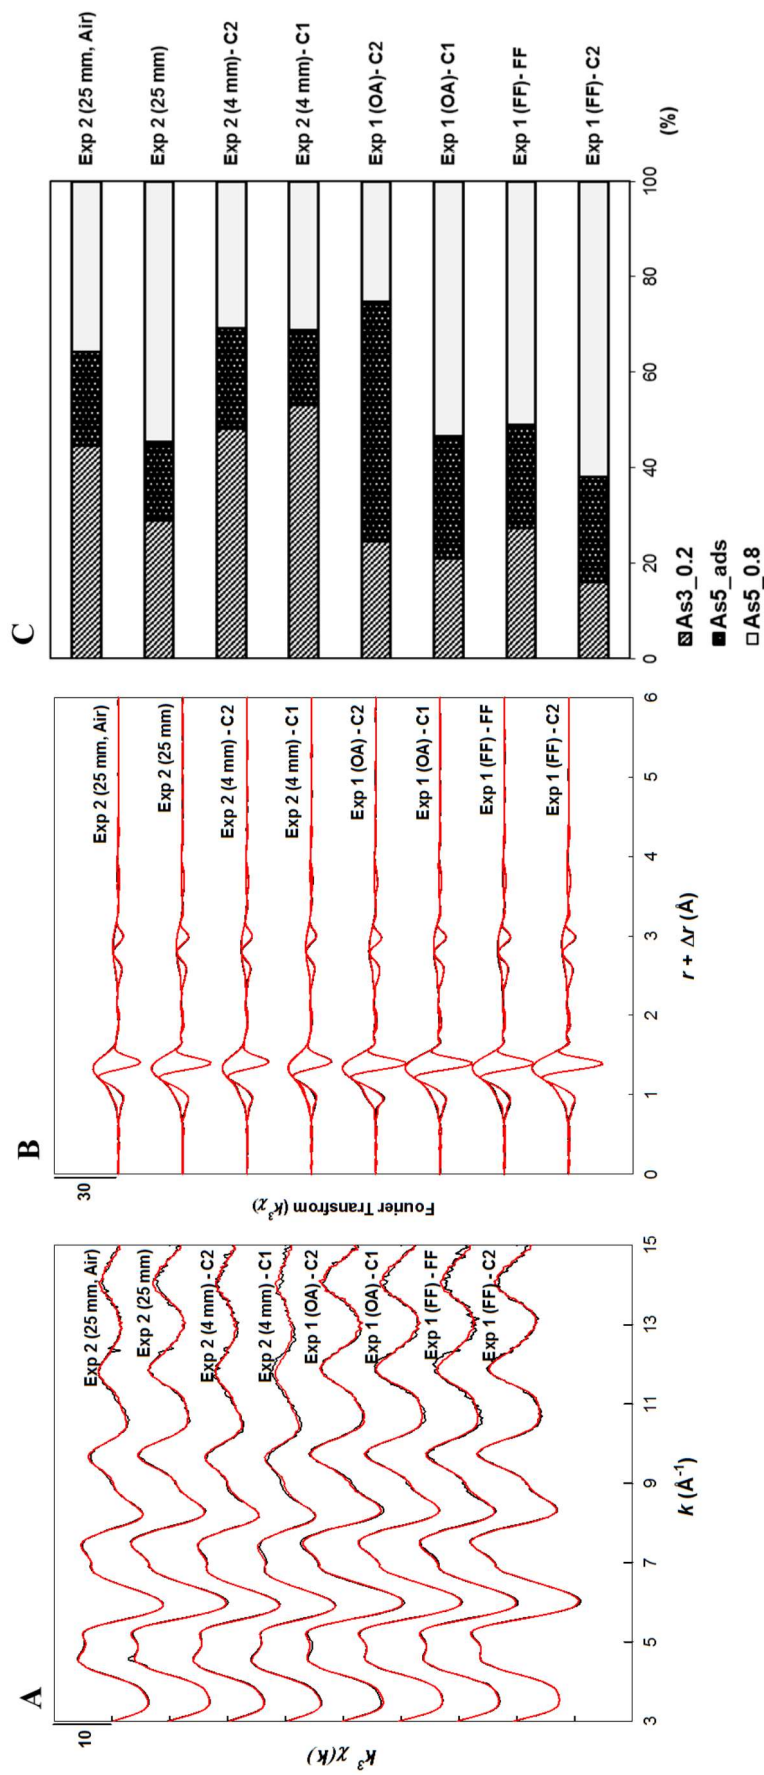 A
10
k³ χ(k)
Exp 2 (25 mm, Air)
Exp 2 (25 mm)
Exp 2 (4 mm) - C2
Exp 2 (4 mm) - C1
Exp 1 (OA) - C2
Exp 1 (OA) - C1
Exp 1 (FF) - FF
Exp 1 (FF) - C2
3 5 7 9 11 13 15
k (Å⁻¹)
B
30
Fourier Transfrom (k³χ)
Exp 2 (25 mm, Air)
Exp 2 (25 mm)
Exp 2 (4 mm) - C2
Exp 2 (4 mm) - C1
Exp 1 (OA) - C2
Exp 1 (OA) - C1
Exp 1 (FF) - FF
Exp 1 (FF) - C2
0 1 2 3 4 5 6
r + Δr (Å)
C
Exp 2 (25 mm, Air)
Exp 2 (25 mm)
Exp 2 (4 mm)- C2
Exp 2 (4 mm)- C1
Exp 1 (OA)- C2
Exp 1 (OA)- C1
Exp 1 (FF)- FF
Exp 1 (FF)- C2
0 20 40 60 80 100
(%)
As3_0.2
As5_ads
As5_0.8